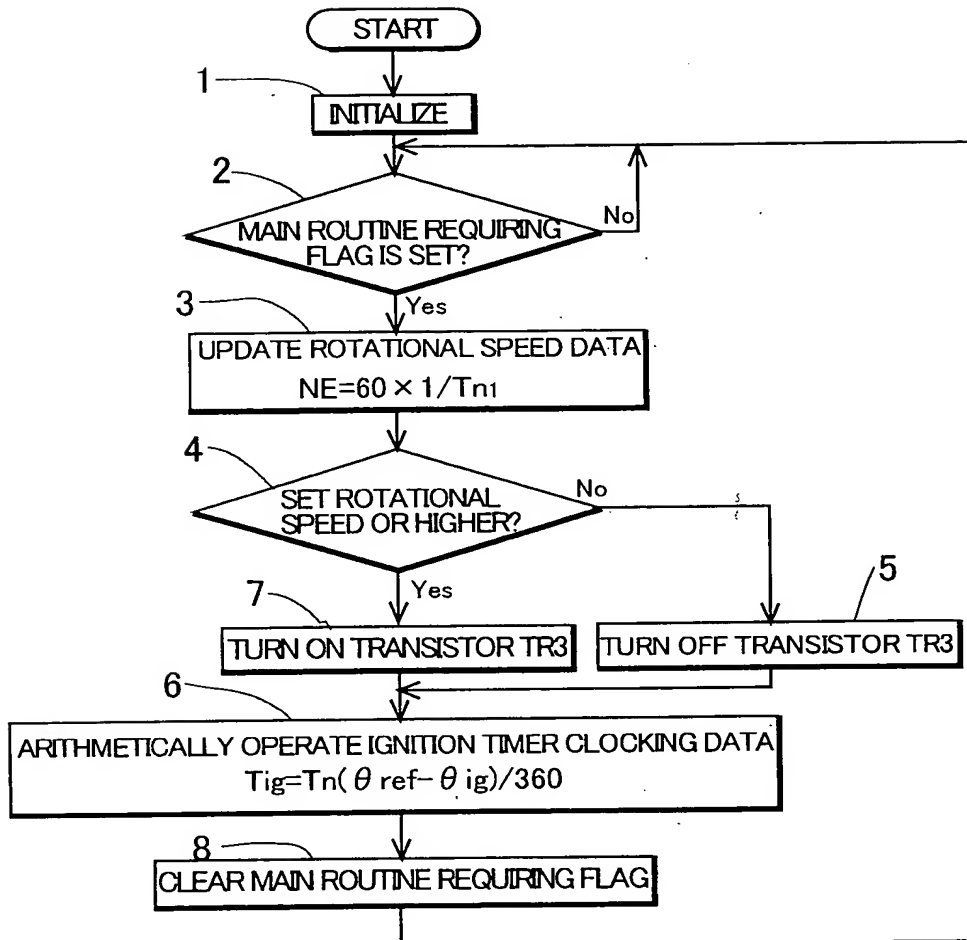 START
1
INITIALIZE
2
MAIN ROUTINE REQUIRING
FLAG IS SET?
No
Yes
3
UPDATE ROTATIONAL SPEED DATA
NE=60×1/Tn1
4
SET ROTATIONAL
SPEED OR HIGHER?
No
Yes
7
TURN ON TRANSISTOR TR3
5
TURN OFF TRANSISTOR TR3
6
ARITHMETICALLY OPERATE IGNITION TIMER CLOCKING DATA
Tig=Tn(θ ref-θ ig)/360
8
CLEAR MAIN ROUTINE REQUIRING FLAG